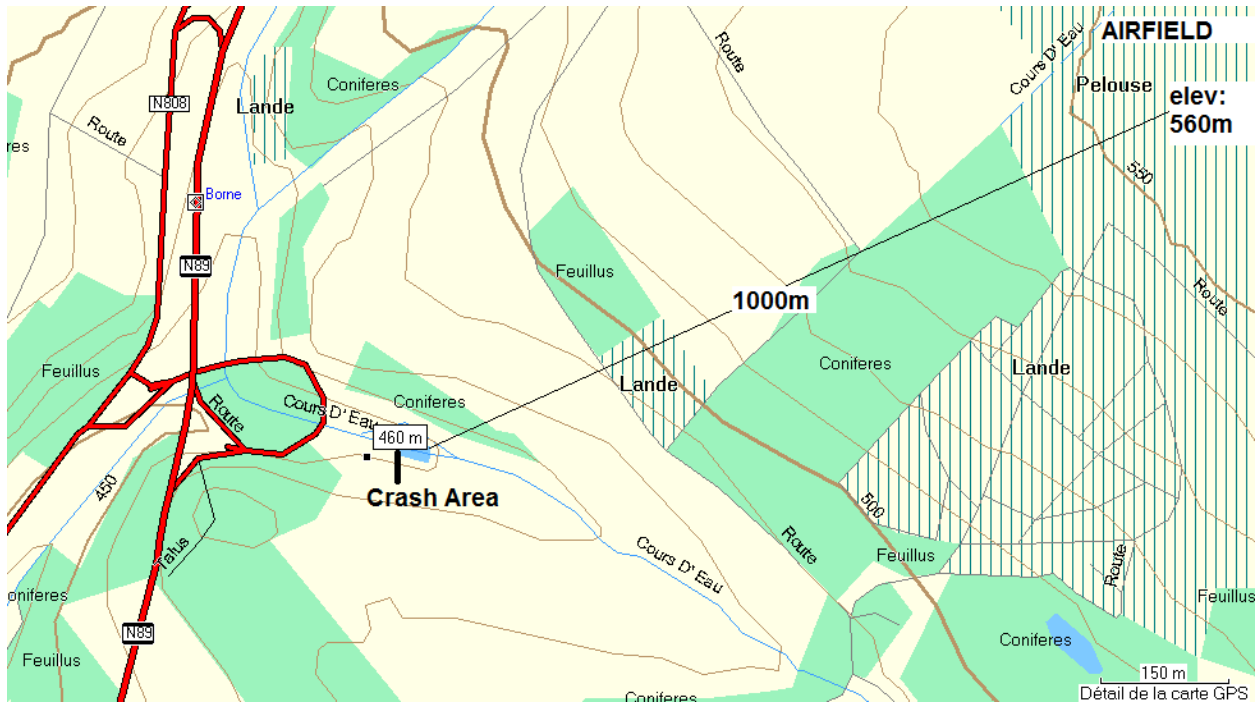 AIRFIELD
Cours D' Eau
Pelouse
elev:
560m
Route
Coniferes
N808
Lande
Route
res
Borne
550
N89
Feuillus
1000m
Route
Coniferes
Lande
Lande
Feuillus
Route
Cours D' Eau
Coniferes
460 m
450
Crash Area
500
Talus
Cours D' Eau
Route
Feuillus
Route
oniferes
Feuillus
N89
Feuillus
Coniferes
Coniferes
150 m
Détail de la carte GPS